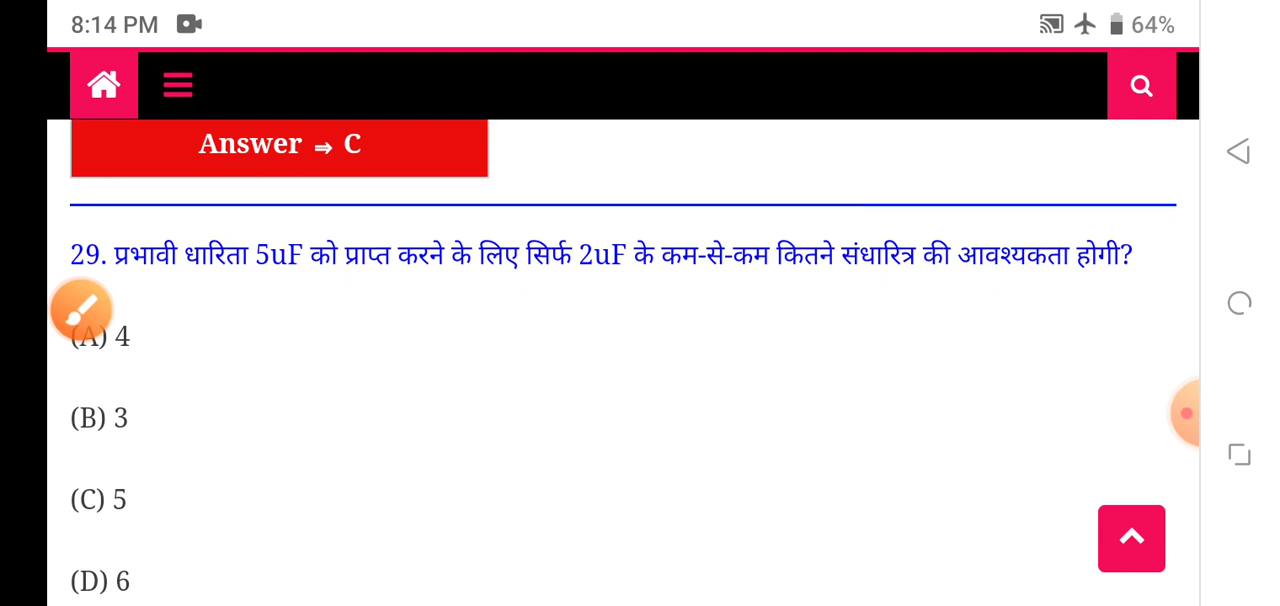 8:14 PM 64%
Answer ⇒ C
29. प्रभावी धारिता 5uF को प्राप्त करने के लिए सिर्फ 2uF के कम-से-कम कितने संधारित्र की आवश्यकता होगी?
(A) 4
(B) 3
(C) 5
(D) 6